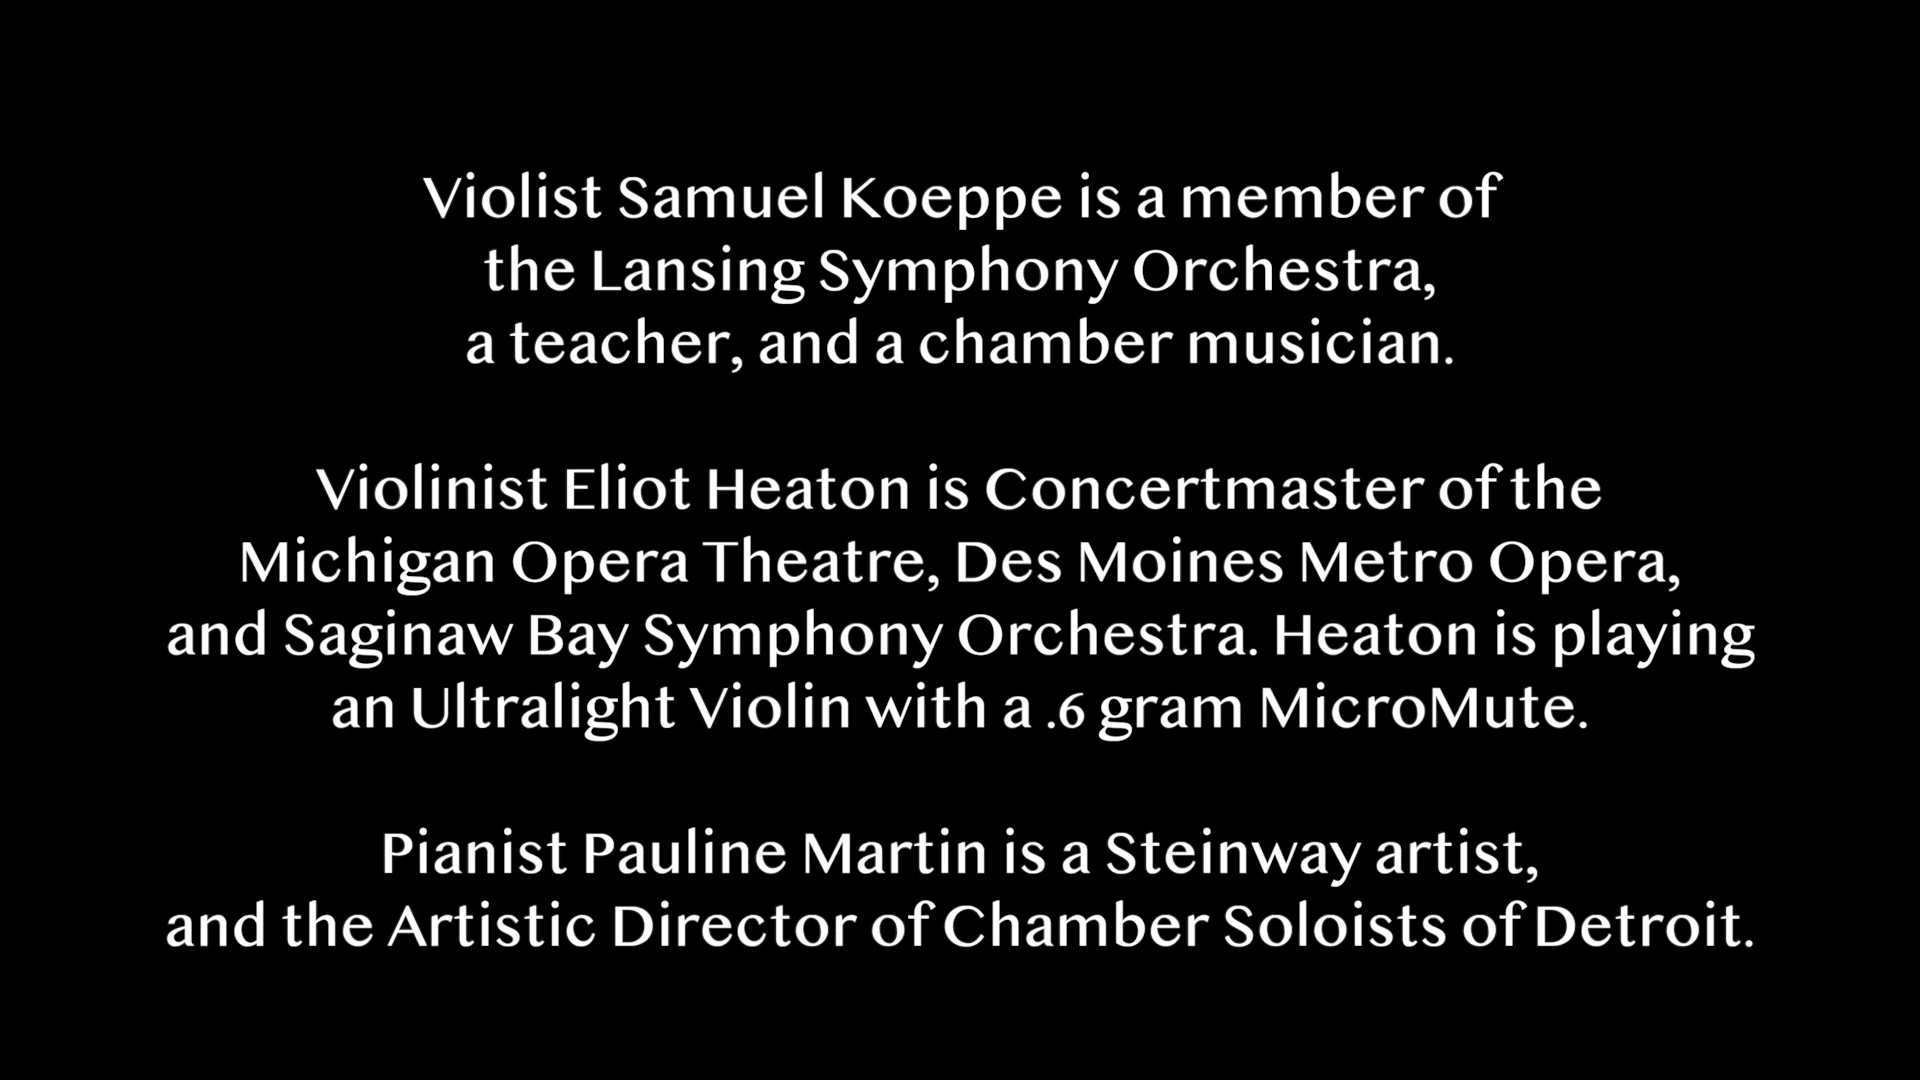 Violist Samuel Koeppe is a member of
the Lansing Symphony Orchestra,
a teacher, and a chamber musician.
Violinist Eliot Heaton is Concertmaster of the
Michigan Opera Theatre, Des Moines Metro Opera,
and Saginaw Bay Symphony Orchestra. Heaton is playing
an Ultralight Violin with a .6 gram MicroMute.
Pianist Pauline Martin is a Steinway artist,
and the Artistic Director of Chamber Soloists of Detroit.